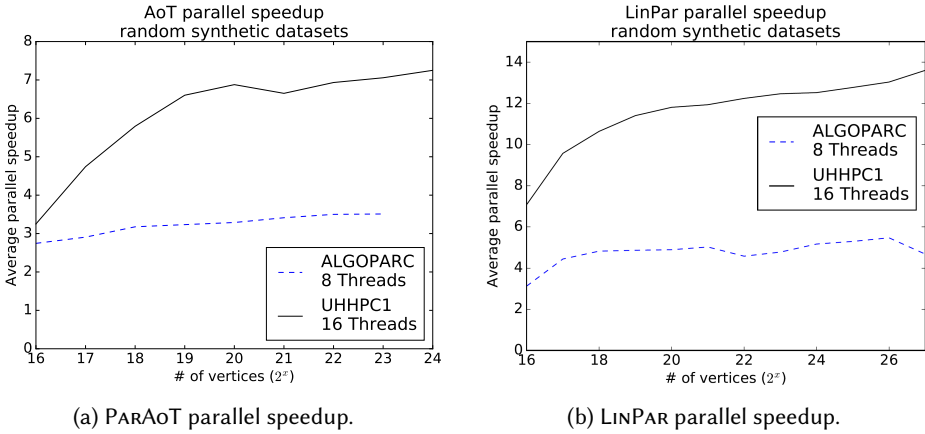 AoT parallel speedup
random synthetic datasets
8
7
6
5
4
3
2
1
0
Average parallel speedup
ALGOPARC
8 Threads
UHHPC1
16 Threads
16 17 18 19 20 21 22 23 24
# of vertices (2^x)
(a) PARAOT parallel speedup.
LinPar parallel speedup
random synthetic datasets
14
12
10
8
6
4
2
0
Average parallel speedup
ALGOPARC
8 Threads
UHHPC1
16 Threads
16 18 20 22 24 26
# of vertices (2^x)
(b) LINPAR parallel speedup.